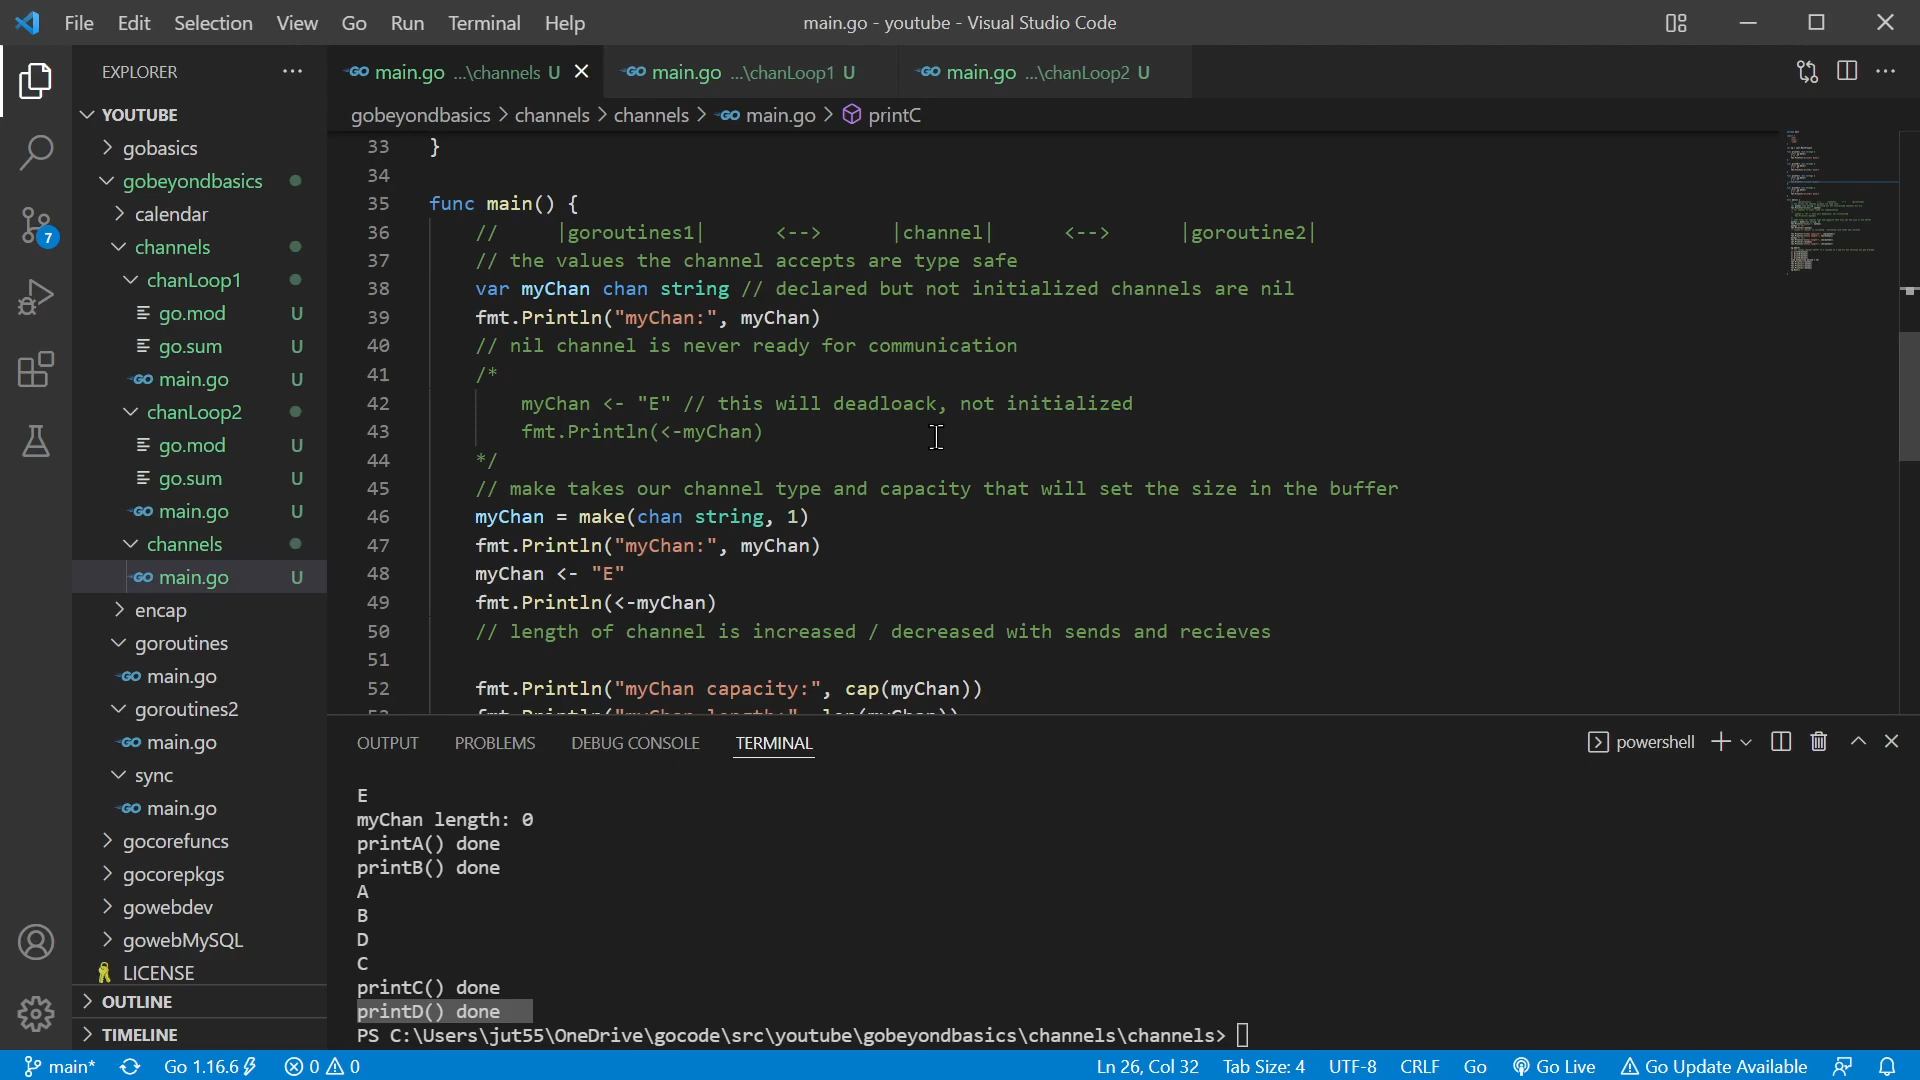 File Edit Selection View Go Run Terminal Help
main.go - youtube - Visual Studio Code
EXPLORER
main.go ...\channels U
main.go ...\chanLoop1 U
main.go ...\chanLoop2 U
YOUTUBE
gobasics
gobeyondbasics
calendar
channels
chanLoop1
go.mod U
go.sum U
main.go U
chanLoop2
go.mod U
go.sum U
main.go U
channels
main.go U
encap
goroutines
main.go
goroutines2
main.go
sync
main.go
gocorefuncs
gocorepkgs
gowebdev
gowebMySQL
LICENSE
OUTLINE
TIMELINE
7
gobeyondbasics > channels > channels > main.go > printC
33 }
34
35 func main() {
36 // |goroutines1| <--> |channel| <--> |goroutine2|
37 // the values the channel accepts are type safe
38 var myChan chan string // declared but not initialized channels are nil
39 fmt.Println("myChan:", myChan)
40 // nil channel is never ready for communication
41 /*
42 myChan <- "E" // this will deadloack, not initialized
43 fmt.Println(<-myChan)
44 */
45 // make takes our channel type and capacity that will set the size in the buffer
46 myChan = make(chan string, 1)
47 fmt.Println("myChan:", myChan)
48 myChan <- "E"
49 fmt.Println(<-myChan)
50 // length of channel is increased / decreased with sends and recieves
51
52 fmt.Println("myChan capacity:", cap(myChan))
OUTPUT PROBLEMS DEBUG CONSOLE TERMINAL
powershell
E
myChan length: 0
printA() done
printB() done
A
B
D
C
printC() done
printD() done
PS C:\Users\jut55\OneDrive\gocode\src\youtube\gobeyondbasics\channels\channels>
main* Go 1.16.6 0 0 Ln 26, Col 32 Tab Size: 4 UTF-8 CRLF Go Go Live Go Update Available